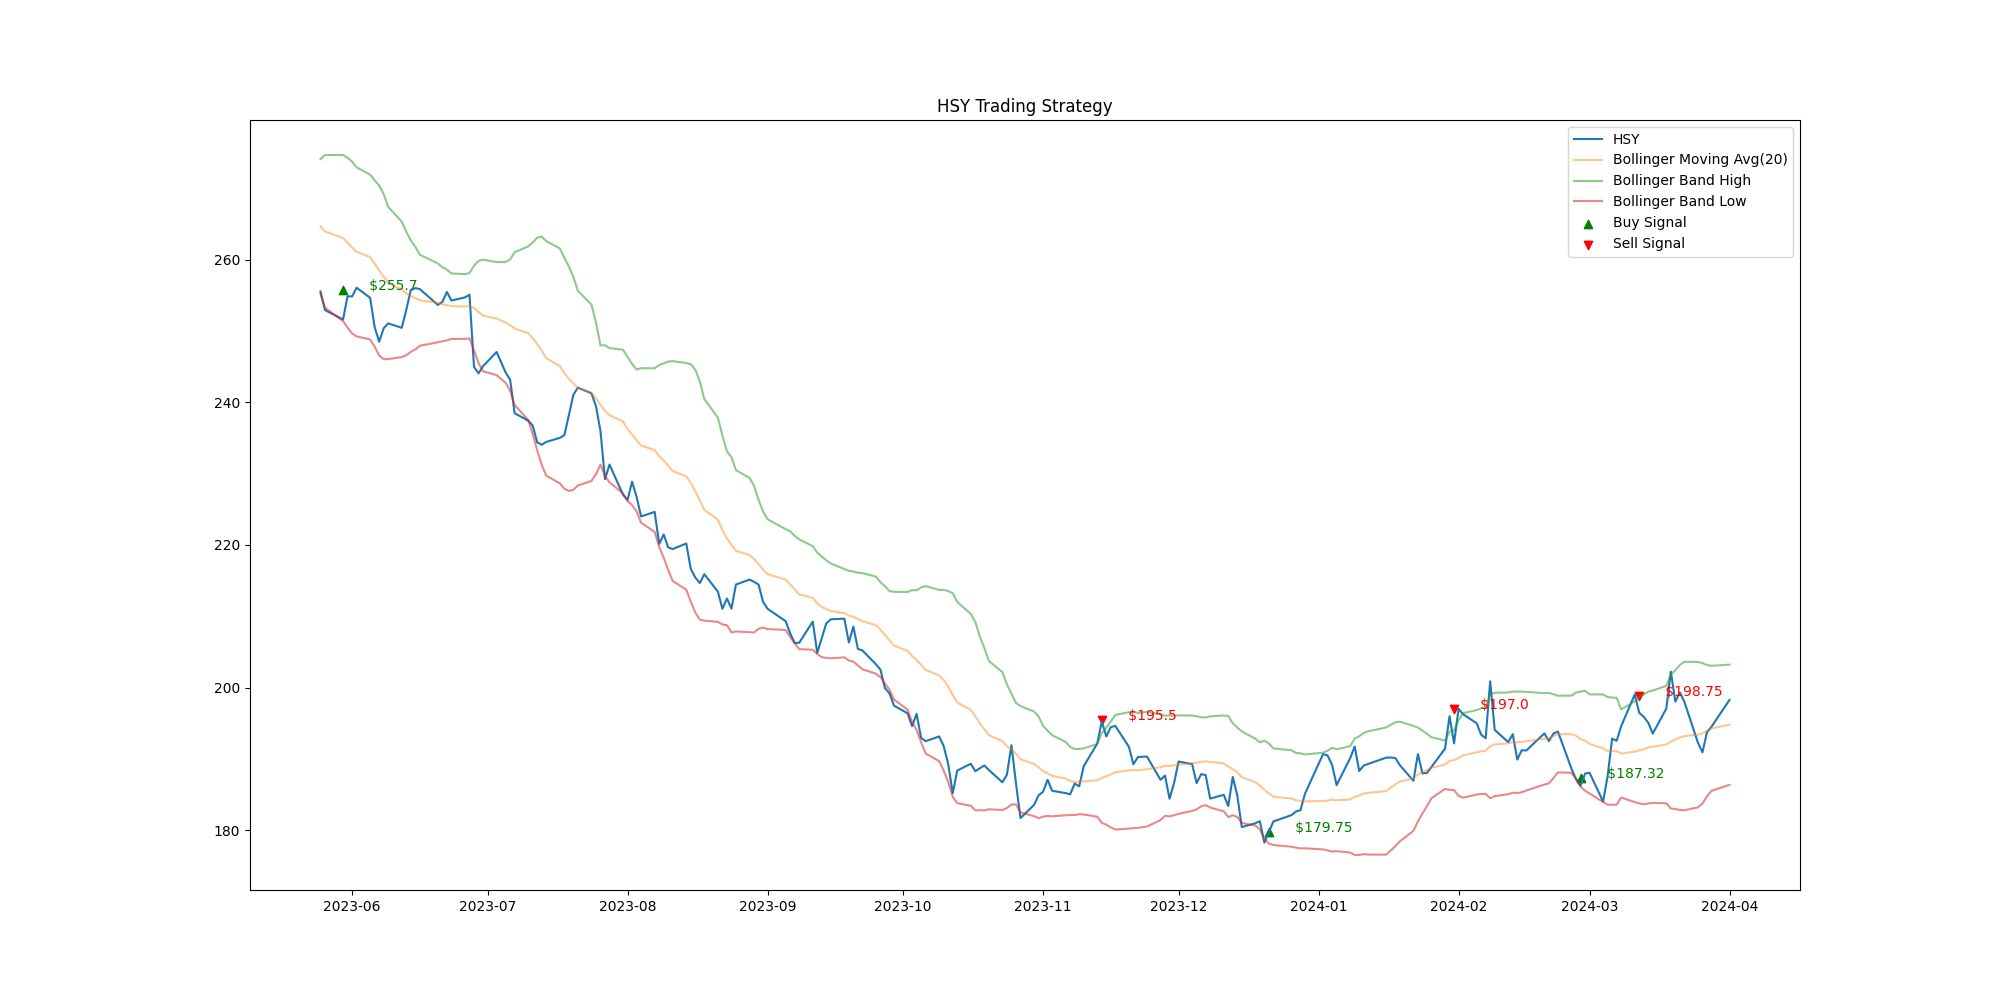 HSY Trading Strategy
HSY
Bollinger Moving Avg(20)
Bollinger Band High
Bollinger Band Low
Buy Signal
Sell Signal
260
240
220
200
180
$255.7
$195.5
$179.75
$197.0
$187.32
$198.75
2023-06 2023-07 2023-08 2023-09 2023-10 2023-11 2023-12 2024-01 2024-02 2024-03 2024-04